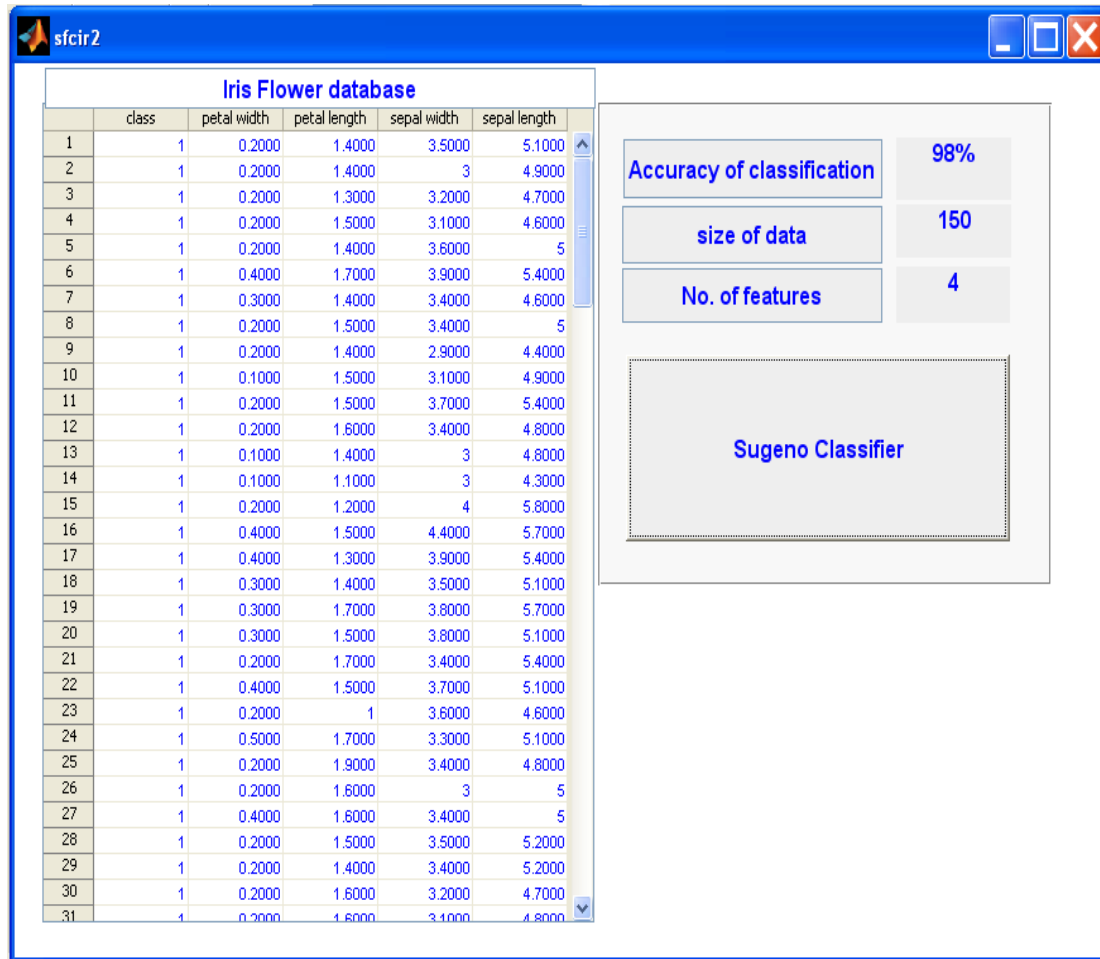 sfcir2
Iris Flower database
class petal width petal length sepal width sepal length
1 1 0.2000 1.4000 3.5000 5.1000
2 1 0.2000 1.4000 3 4.9000
3 1 0.2000 1.3000 3.2000 4.7000
4 1 0.2000 1.5000 3.1000 4.6000
5 1 0.2000 1.4000 3.6000 5
6 1 0.4000 1.7000 3.9000 5.4000
7 1 0.3000 1.4000 3.4000 4.6000
8 1 0.2000 1.5000 3.4000 5
9 1 0.2000 1.4000 2.9000 4.4000
10 1 0.1000 1.5000 3.1000 4.9000
11 1 0.2000 1.5000 3.7000 5.4000
12 1 0.2000 1.6000 3.4000 4.8000
13 1 0.1000 1.4000 3 4.8000
14 1 0.1000 1.1000 3 4.3000
15 1 0.2000 1.2000 4 5.8000
16 1 0.4000 1.5000 4.4000 5.7000
17 1 0.4000 1.3000 3.9000 5.4000
18 1 0.3000 1.4000 3.5000 5.1000
19 1 0.3000 1.7000 3.8000 5.7000
20 1 0.3000 1.5000 3.8000 5.1000
21 1 0.2000 1.7000 3.4000 5.4000
22 1 0.4000 1.5000 3.7000 5.1000
23 1 0.2000 1 3.6000 4.6000
24 1 0.5000 1.7000 3.3000 5.1000
25 1 0.2000 1.9000 3.4000 4.8000
26 1 0.2000 1.6000 3 5
27 1 0.4000 1.6000 3.4000 5
28 1 0.2000 1.5000 3.5000 5.2000
29 1 0.2000 1.4000 3.4000 5.2000
30 1 0.2000 1.6000 3.2000 4.7000
31 1 0.2000 1.6000 3.1000 4.8000
Accuracy of classification 98%
size of data 150
No. of features 4
Sugeno Classifier